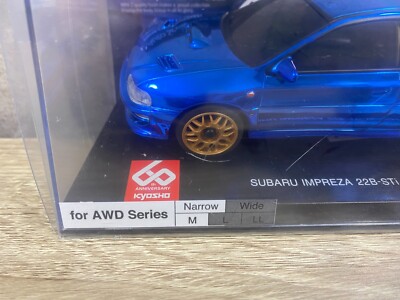 60
ANNIVERSARY
KYOSHO
SUBARU IMPREZA 22B-STi
for AWD Series
Narrow Wide
M L LL